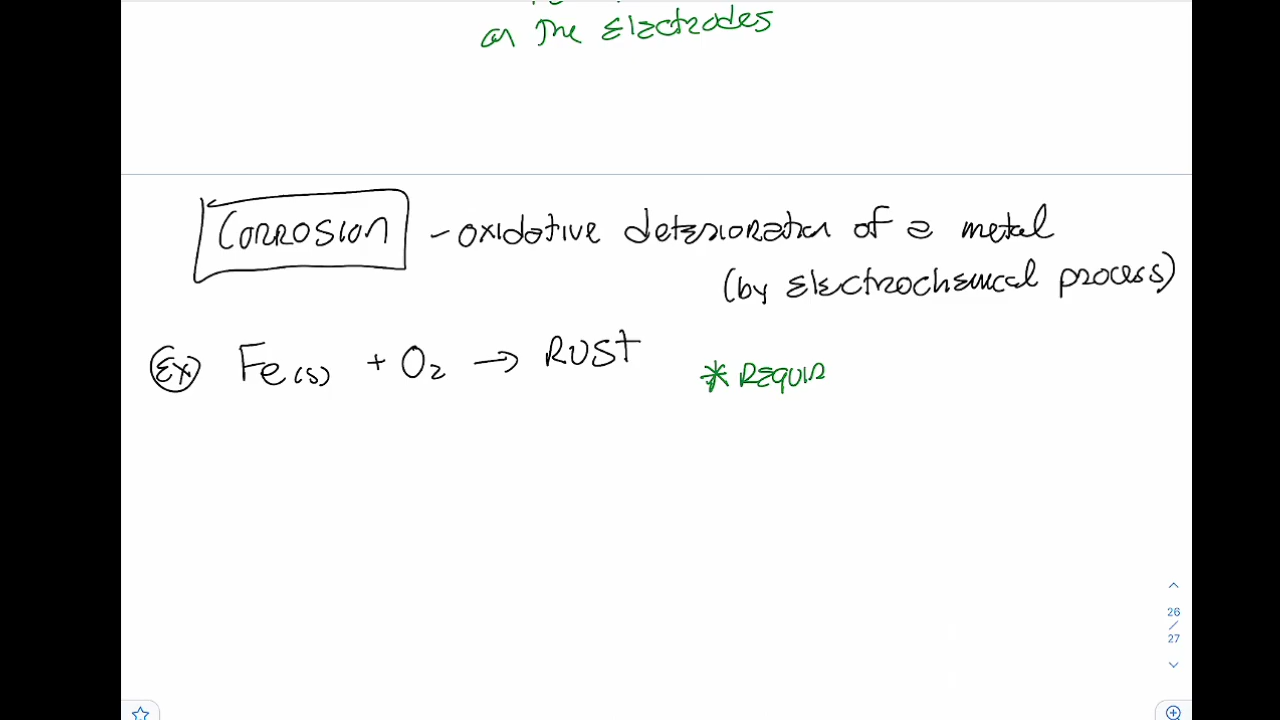 on the Electrodes
Corrosion - oxidative deterioration of a metal
(by Electrochemical process)
Ex Fe(s) + O2 → RUST
* REQUIR
26
/
27